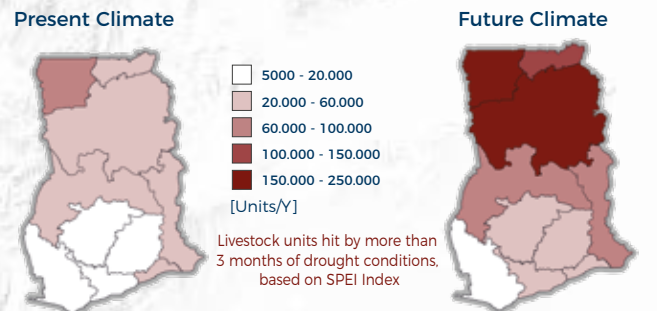 Present Climate
Future Climate
5000 - 20.000
20.000 - 60.000
60.000 - 100.000
100.000 - 150.000
150.000 - 250.000
[Units/Y]
Livestock units hit by more than
3 months of drought conditions,
based on SPEI Index